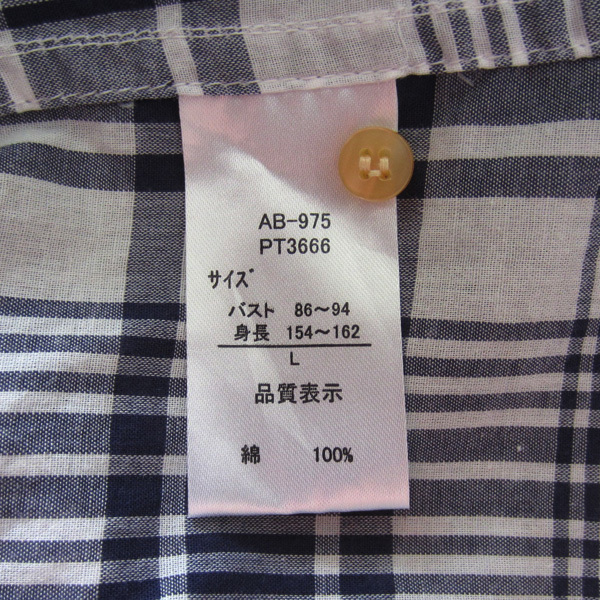 AB-975
PT3666
サイズ
バスト 86～94
身長 154～162
L
品質表示
綿 100%